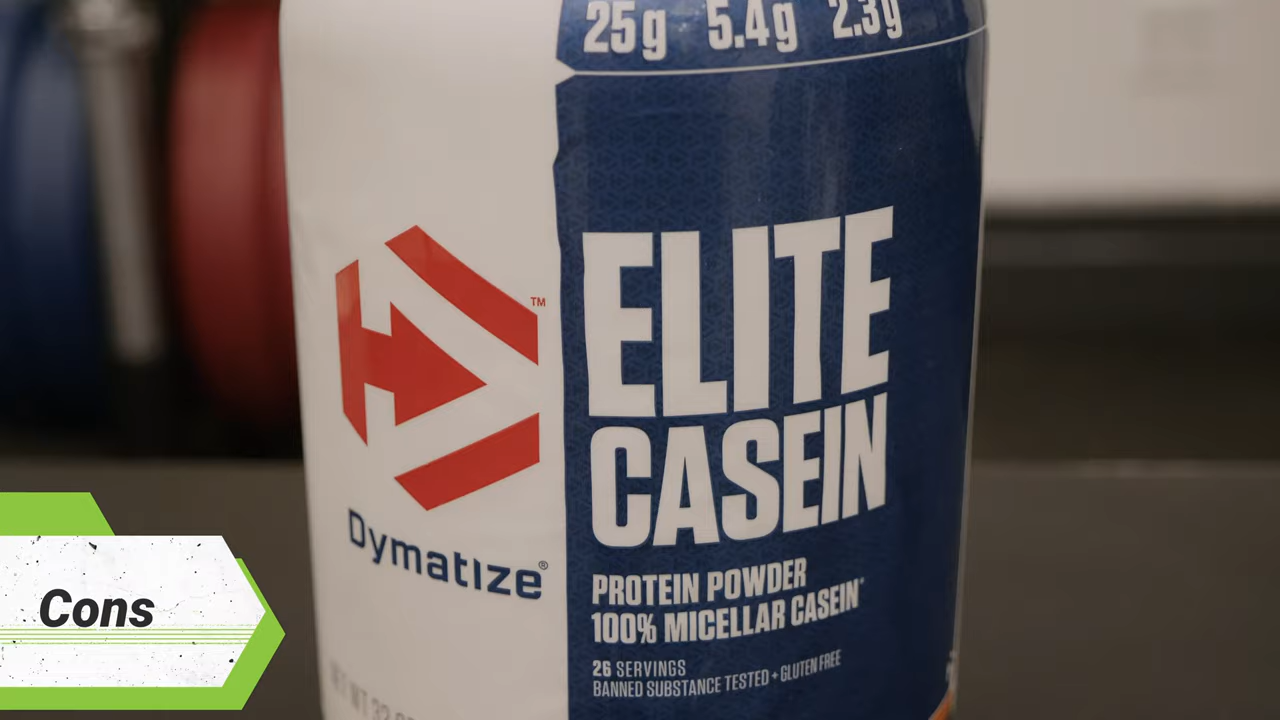 25g 5.4g 2.3g
ELITE
CASEIN
TM
Dymatize®
PROTEIN POWDER
100% MICELLAR CASEIN*
26 SERVINGS
BANNED SUBSTANCE TESTED + GLUTEN FREE
Cons